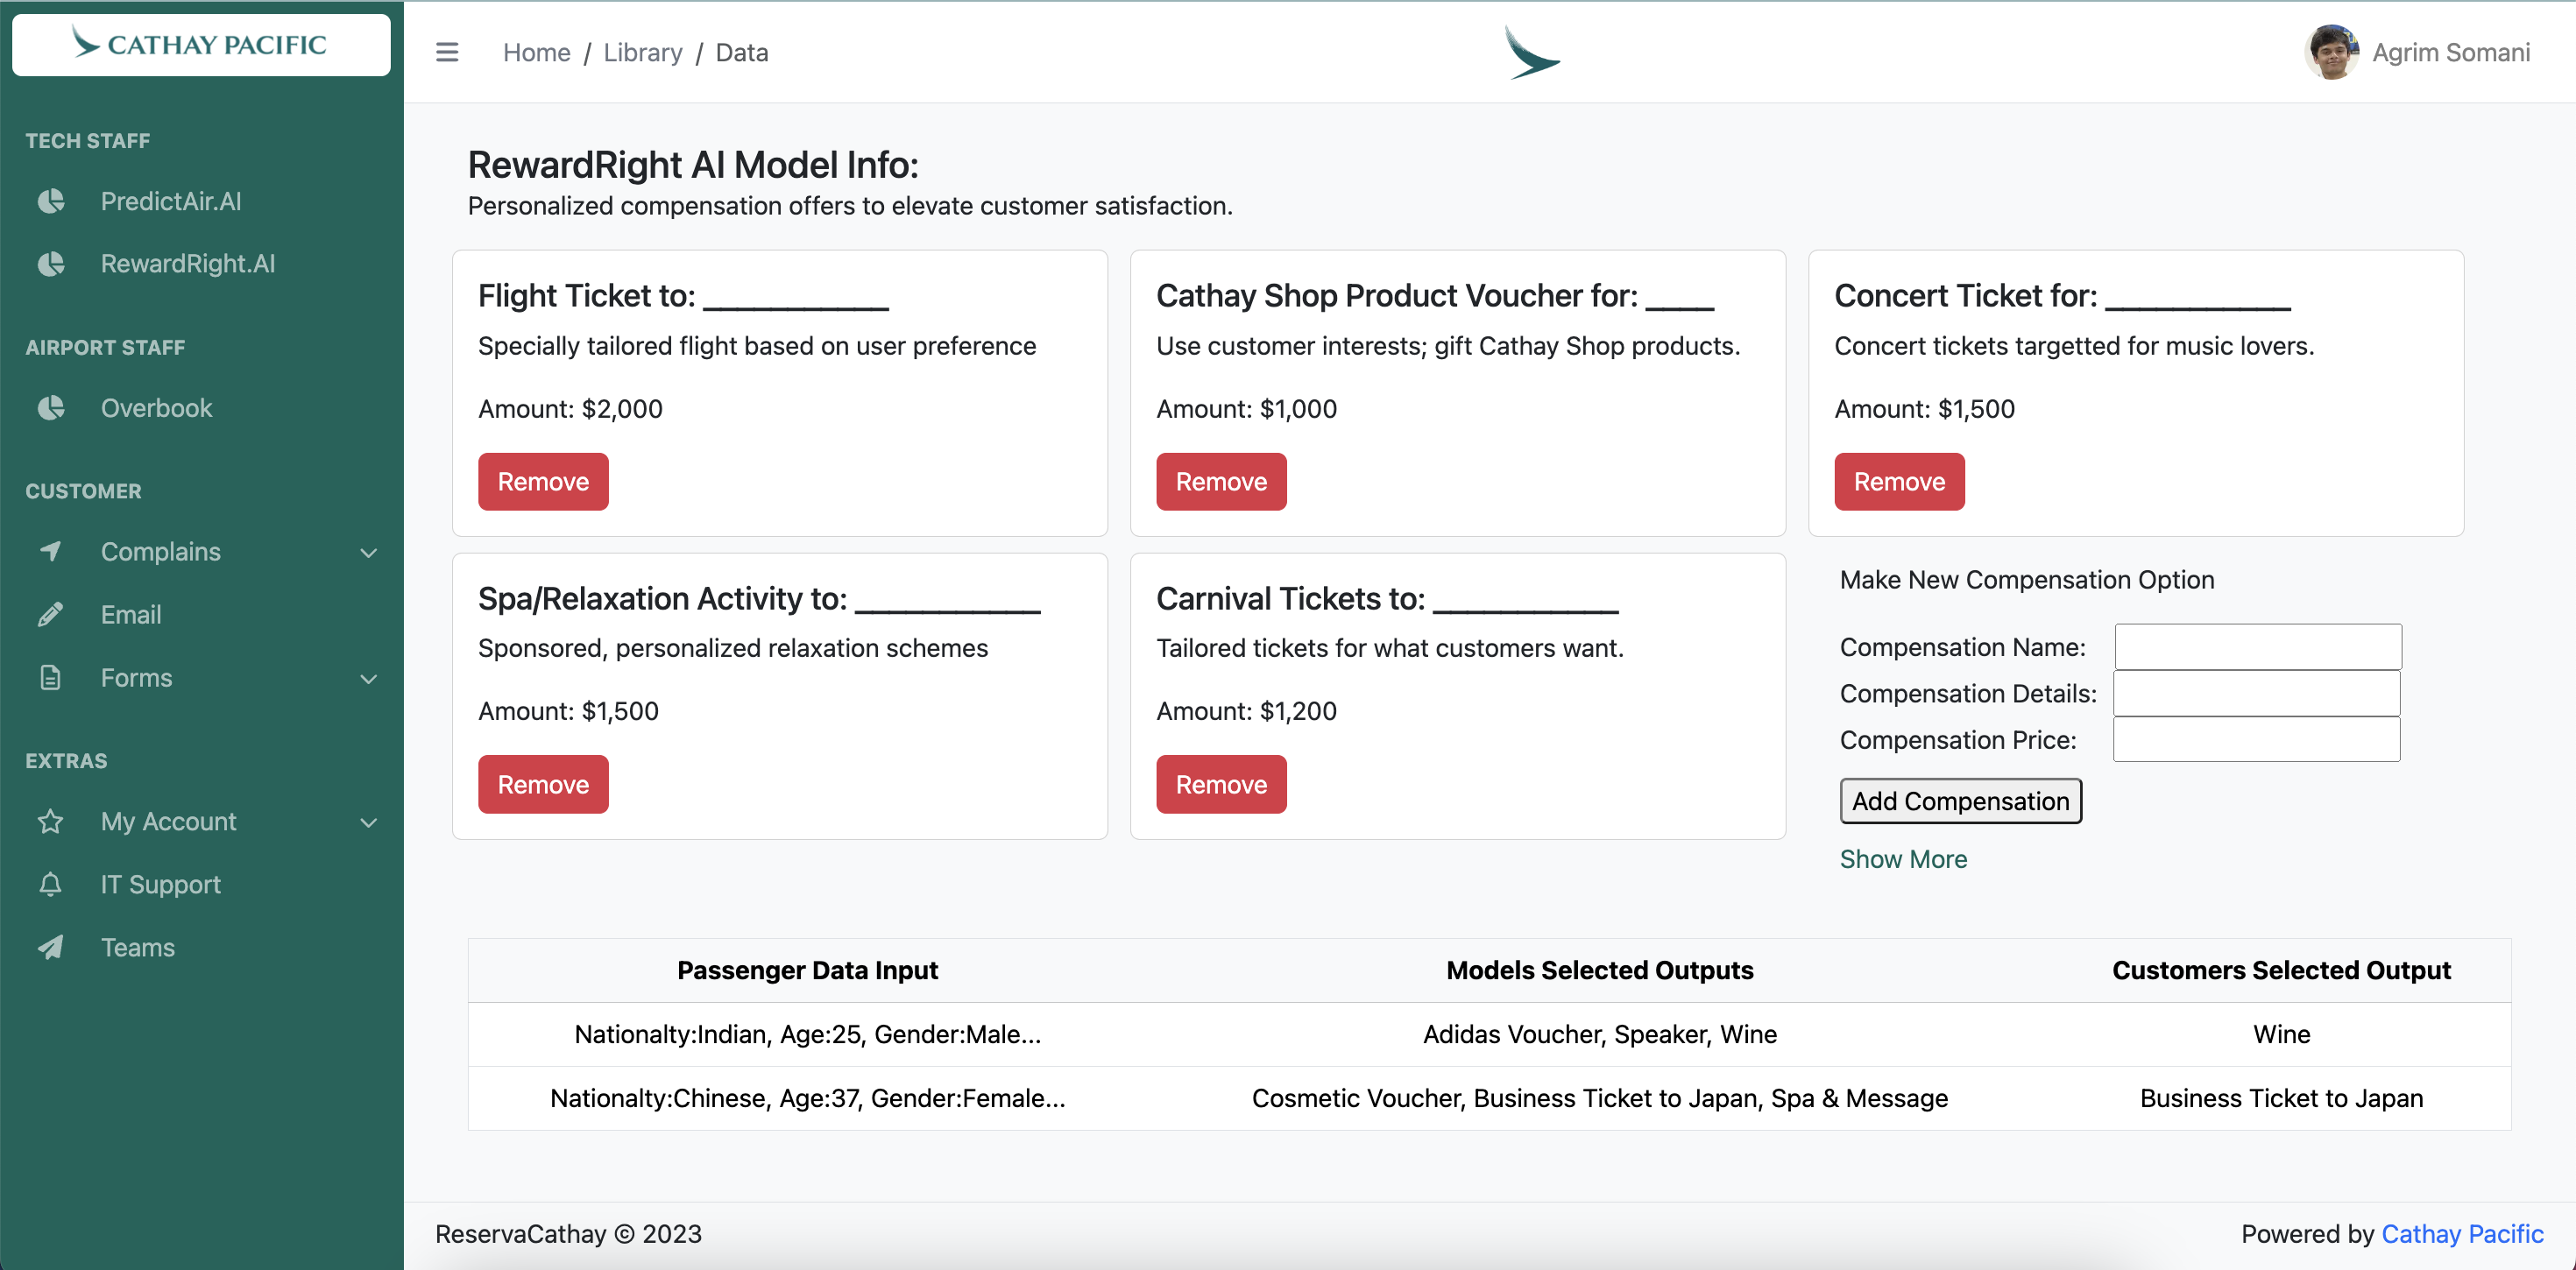 CATHAY PACIFIC
Home / Library / Data
Agrim Somani
TECH STAFF
PredictAir.AI
RewardRight.AI
AIRPORT STAFF
Overbook
CUSTOMER
Complains
Email
Forms
EXTRAS
My Account
IT Support
Teams
RewardRight AI Model Info:
Personalized compensation offers to elevate customer satisfaction.
Flight Ticket to: ___________
Specially tailored flight based on user preference
Amount: $2,000
Remove
Cathay Shop Product Voucher for: ____
Use customer interests; gift Cathay Shop products.
Amount: $1,000
Remove
Concert Ticket for: ___________
Concert tickets targetted for music lovers.
Amount: $1,500
Remove
Spa/Relaxation Activity to: ___________
Sponsored, personalized relaxation schemes
Amount: $1,500
Remove
Carnival Tickets to: ___________
Tailored tickets for what customers want.
Amount: $1,200
Remove
Make New Compensation Option
Compensation Name:
Compensation Details:
Compensation Price:
Add Compensation
Show More
Passenger Data Input Models Selected Outputs Customers Selected Output
Nationalty:Indian, Age:25, Gender:Male... Adidas Voucher, Speaker, Wine Wine
Nationalty:Chinese, Age:37, Gender:Female... Cosmetic Voucher, Business Ticket to Japan, Spa & Message Business Ticket to Japan
ReservaCathay © 2023
Powered by Cathay Pacific